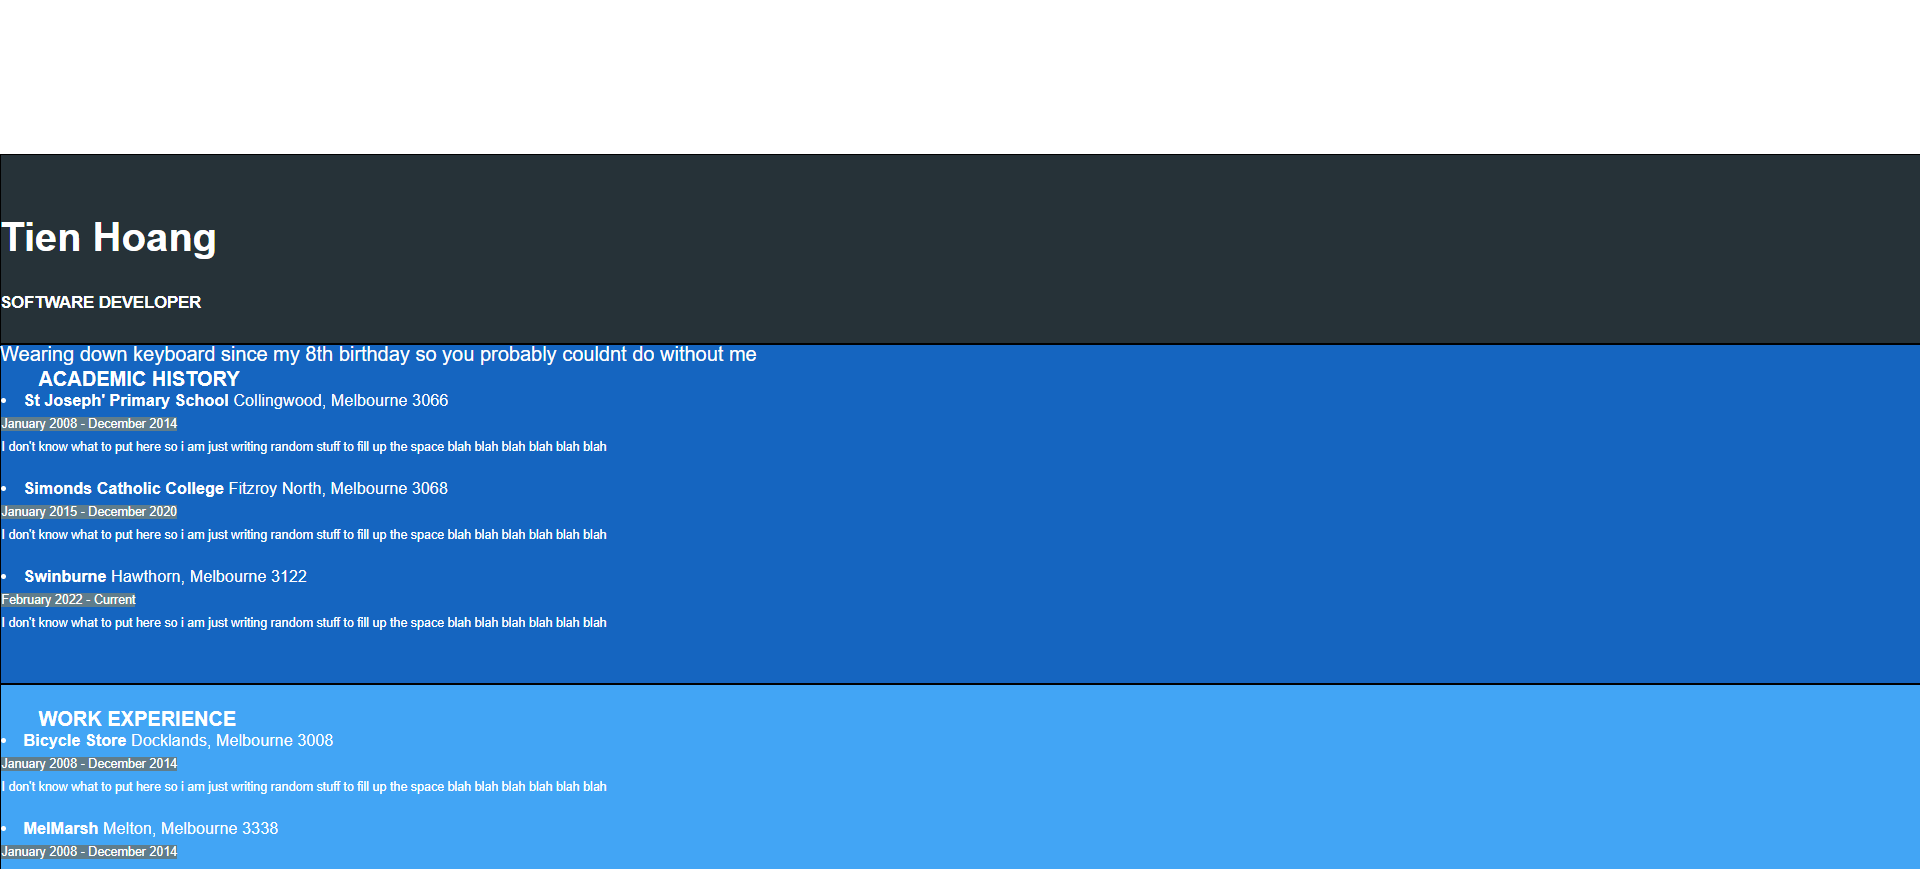 Tien Hoang
SOFTWARE DEVELOPER
Wearing down keyboard since my 8th birthday so you probably couldnt do without me
ACADEMIC HISTORY
• St Joseph' Primary School Collingwood, Melbourne 3066
January 2008 - December 2014
I don't know what to put here so i am just writing random stuff to fill up the space blah blah blah blah blah blah
• Simonds Catholic College Fitzroy North, Melbourne 3068
January 2015 - December 2020
I don't know what to put here so i am just writing random stuff to fill up the space blah blah blah blah blah blah
• Swinburne Hawthorn, Melbourne 3122
February 2022 - Current
I don't know what to put here so i am just writing random stuff to fill up the space blah blah blah blah blah blah
WORK EXPERIENCE
• Bicycle Store Docklands, Melbourne 3008
January 2008 - December 2014
I don't know what to put here so i am just writing random stuff to fill up the space blah blah blah blah blah blah
• MelMarsh Melton, Melbourne 3338
January 2008 - December 2014